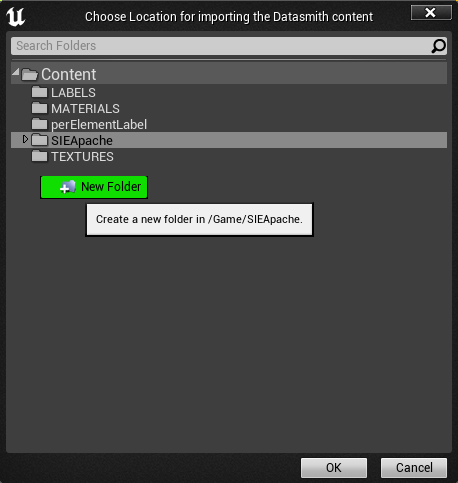 Choose Location for importing the Datasmith content
Search Folders
Content
LABELS
MATERIALS
perElementLabel
SIEApache
TEXTURES
New Folder
Create a new folder in /Game/SIEApache.
OK
Cancel